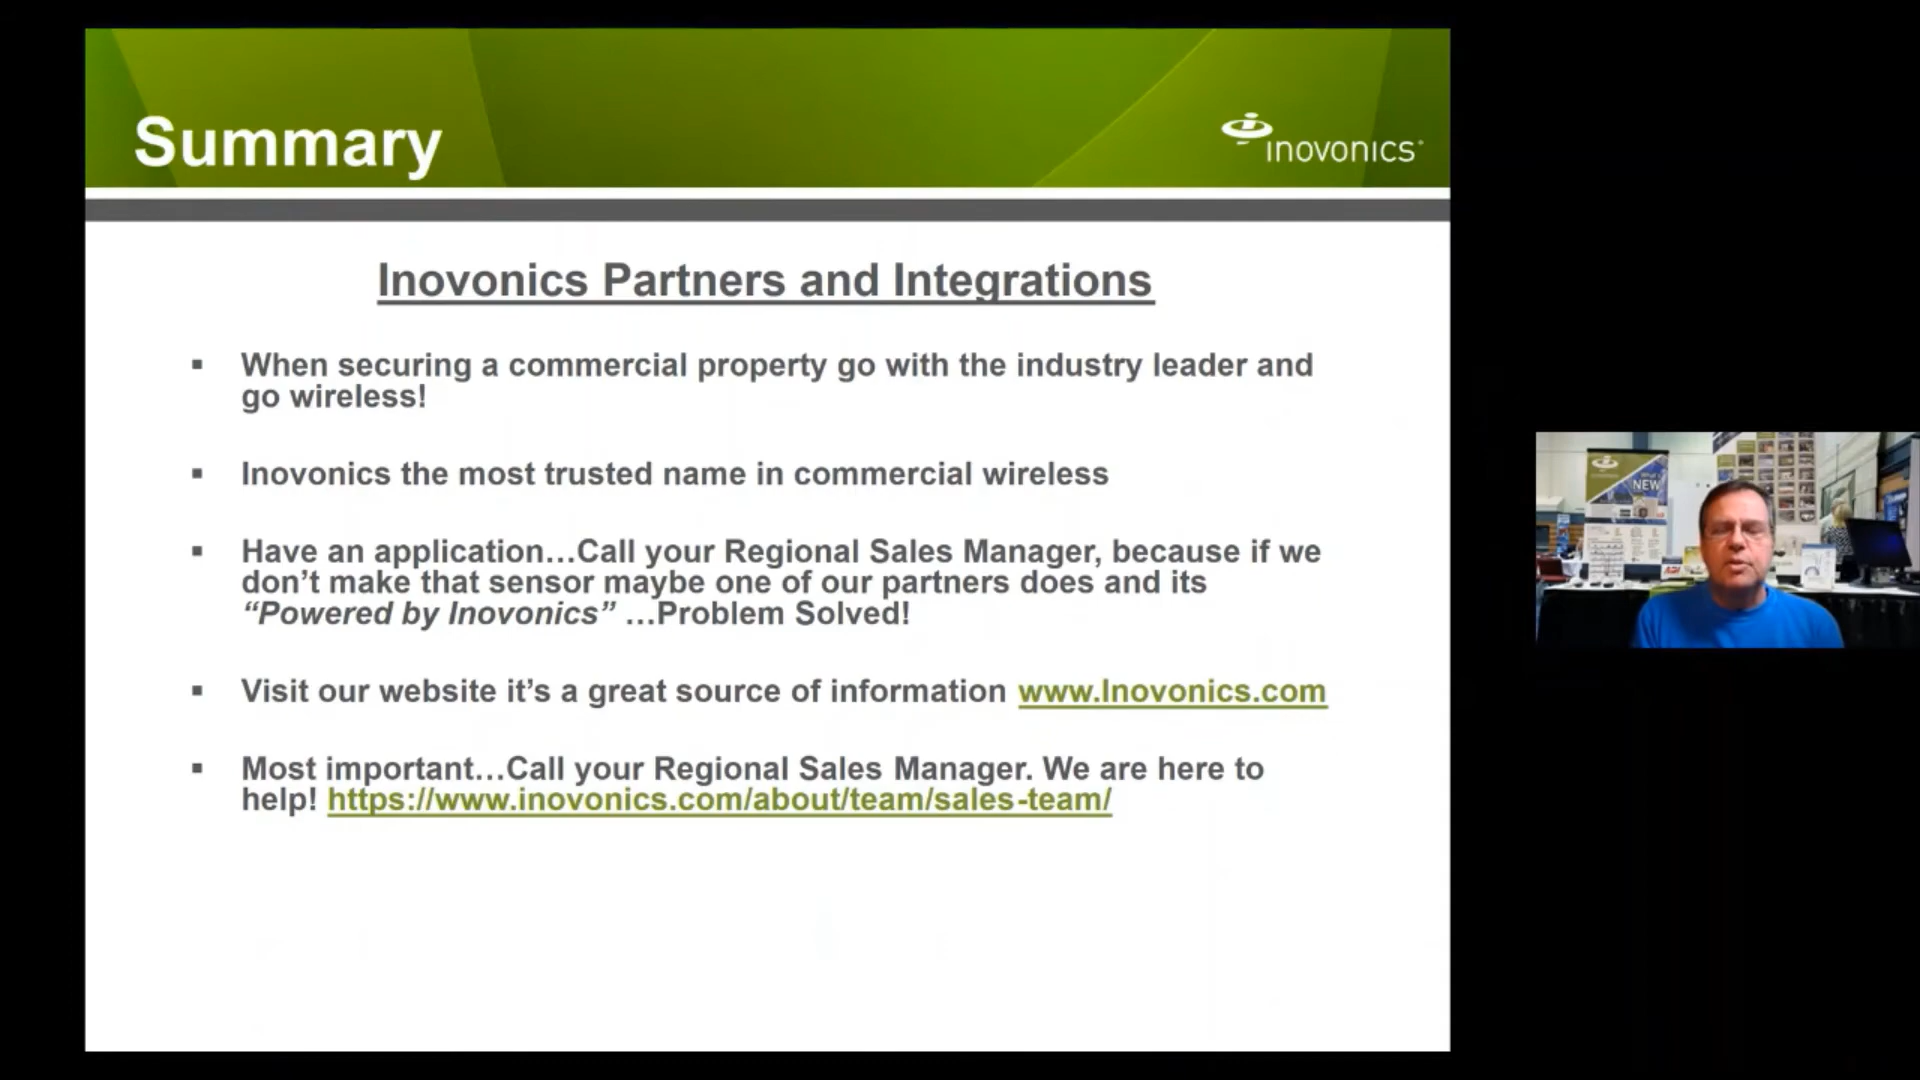 Summary
inovonics
Inovonics Partners and Integrations
▪ When securing a commercial property go with the industry leader and
go wireless!
▪ Inovonics the most trusted name in commercial wireless
▪ Have an application…Call your Regional Sales Manager, because if we
don’t make that sensor maybe one of our partners does and its
“Powered by Inovonics” …Problem Solved!
▪ Visit our website it’s a great source of information www.Inovonics.com
▪ Most important…Call your Regional Sales Manager. We are here to
help! https://www.inovonics.com/about/team/sales-team/
NEW